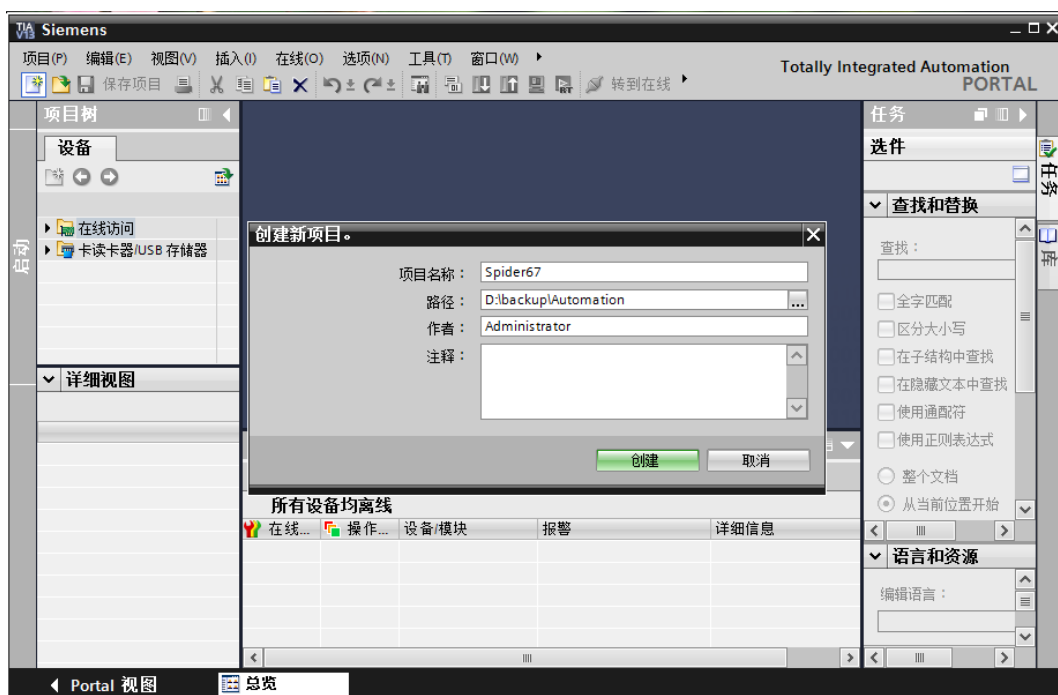 TIA V13 Siemens
项目(P) 编辑(E) 视图(V) 插入(I) 在线(O) 选项(N) 工具(T) 窗口(W)
Totally Integrated Automation
PORTAL
保存项目 转到在线
项目树
设备
在线访问
卡读卡器/USB 存储器
启动
详细视图
创建新项目。
项目名称: Spider67
路径: D:\backup\Automation ...
作者: Administrator
注释:
创建 取消
所有设备均离线
在线... 操作... 设备/模块 报警 详细信息
任务
选件
查找和替换
查找:
全字匹配
区分大小写
在子结构中查找
在隐藏文本中查找
使用通配符
使用正则表达式
整个文档
从当前位置开始
语言和资源
编辑语言:
任务
库
Portal 视图 总览